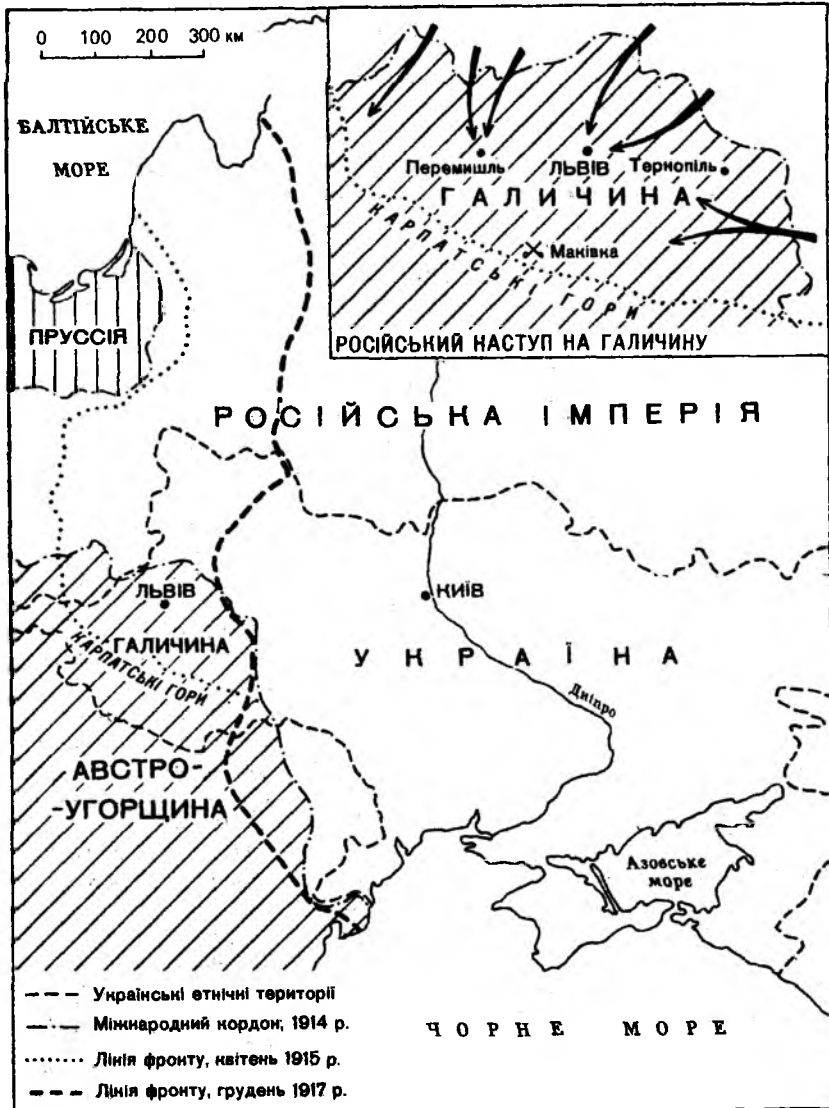 0 100 200 300 км
БАЛТІЙСЬКЕ
МОРЕ
Перемишль
ЛЬВІВ
Тернопіль
ГАЛИЧИНА
КАРПАТСЬКІ ГОРИ
Маківка
РОСІЙСЬКИЙ НАСТУП НА ГАЛИЧИНУ
ПРУССІЯ
РОСІЙСЬКА ІМПЕРІЯ
ЛЬВІВ
КИЇВ
ГАЛИЧИНА
КАРПАТСЬКІ ГОРИ
УКРАЇНА
Дніпро
АВСТРО-
-УГОРЩИНА
Азовське
море
Українські етнічні території
Міжнародний кордон, 1914 р.
Лінія фронту, квітень 1915 р.
Лінія фронту, грудень 1917 р.
ЧОРНЕ МОРЕ